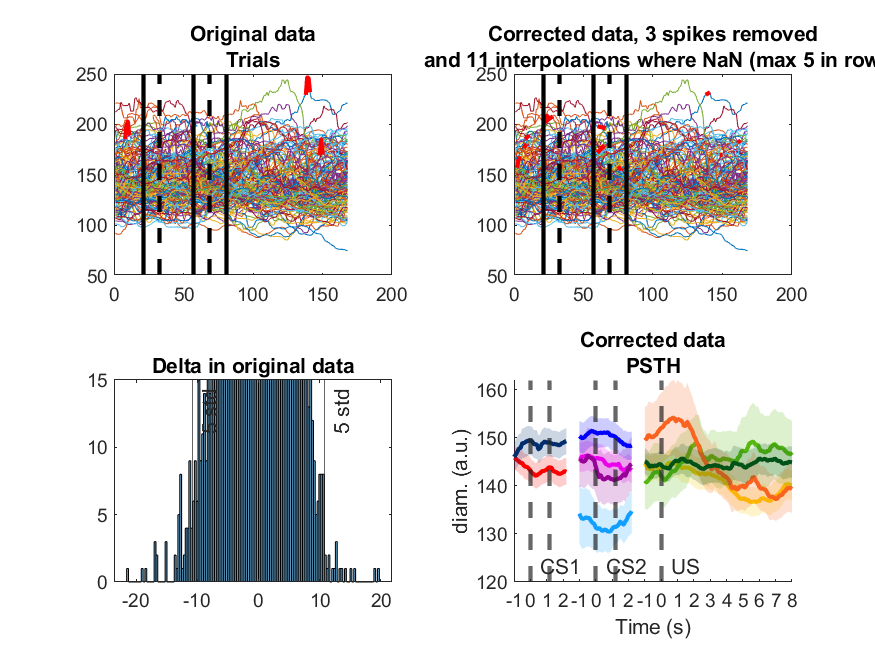 Original data
Trials
250
200
150
100
50
0 50 100 150 200
Corrected data, 3 spikes removed
and 11 interpolations where NaN (max 5 in row
250
200
150
100
50
0 50 100 150 200
Delta in original data
15
10
5
0
-20 -10 0 10 20
5 std
5 std
Corrected data
PSTH
diam. (a.u.)
160
150
140
130
120
CS1 CS2 US
-1 0 1 2 -1 0 1 2 -1 0 1 2 3 4 5 6 7 8
Time (s)